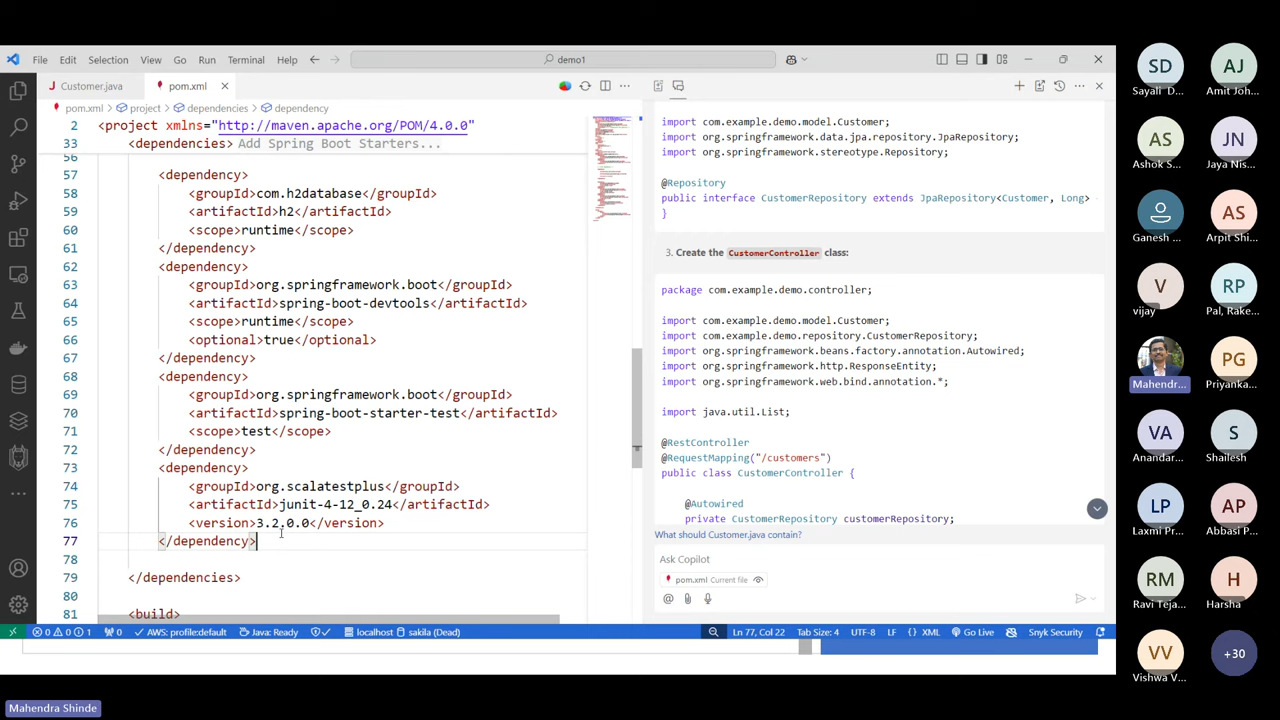 File Edit Selection View Go Run Terminal Help
demo1
Customer.java
pom.xml
pom.xml > project > dependencies > dependency
2 <project xmlns="http://maven.apache.org/POM/4.0.0"
33 <dependencies> Add Spring Boot Starters...
56
57 <dependency>
58 <groupId>com.h2database</groupId>
59 <artifactId>h2</artifactId>
60 <scope>runtime</scope>
61 </dependency>
62 <dependency>
63 <groupId>org.springframework.boot</groupId>
64 <artifactId>spring-boot-devtools</artifactId>
65 <scope>runtime</scope>
66 <optional>true</optional>
67 </dependency>
68 <dependency>
69 <groupId>org.springframework.boot</groupId>
70 <artifactId>spring-boot-starter-test</artifactId>
71 <scope>test</scope>
72 </dependency>
73 <dependency>
74 <groupId>org.scalatestplus</groupId>
75 <artifactId>junit-4-12_0.24</artifactId>
76 <version>3.2.0.0</version>
77 </dependency>
78
79 </dependencies>
80
81 <build>
import com.example.demo.model.Customer;
import org.springframework.data.jpa.repository.JpaRepository;
import org.springframework.stereotype.Repository;
@Repository
public interface CustomerRepository extends JpaRepository<Customer, Long>
}
3. Create the CustomerController class:
package com.example.demo.controller;
import com.example.demo.model.Customer;
import com.example.demo.repository.CustomerRepository;
import org.springframework.beans.factory.annotation.Autowired;
import org.springframework.http.ResponseEntity;
import org.springframework.web.bind.annotation.*;
import java.util.List;
@RestController
@RequestMapping("/customers")
public class CustomerController {
@Autowired
private CustomerRepository customerRepository;
What should Customer.java contain?
Ask Copilot
pom.xml Current file
0 0 1 0 AWS: profile:default Java: Ready localhost sakila (Dead)
Ln 77, Col 22 Tab Size: 4 UTF-8 LF {} XML Go Live Snyk Security
SD AJ
Sayali D... Amit Joh...
AS JN
Ashok S... Jaya Nis...
AS
Ganesh ... Arpit Shi...
V RP
vijay Pal, Rake...
PG
Mahendr... Priyanka...
VA S
Anandar... Shailesh
LP AP
Laxmi Pr... Abbasi P...
RM H
Ravi Teja... Harsha
VV +30
Vishwa V...
Mahendra Shinde